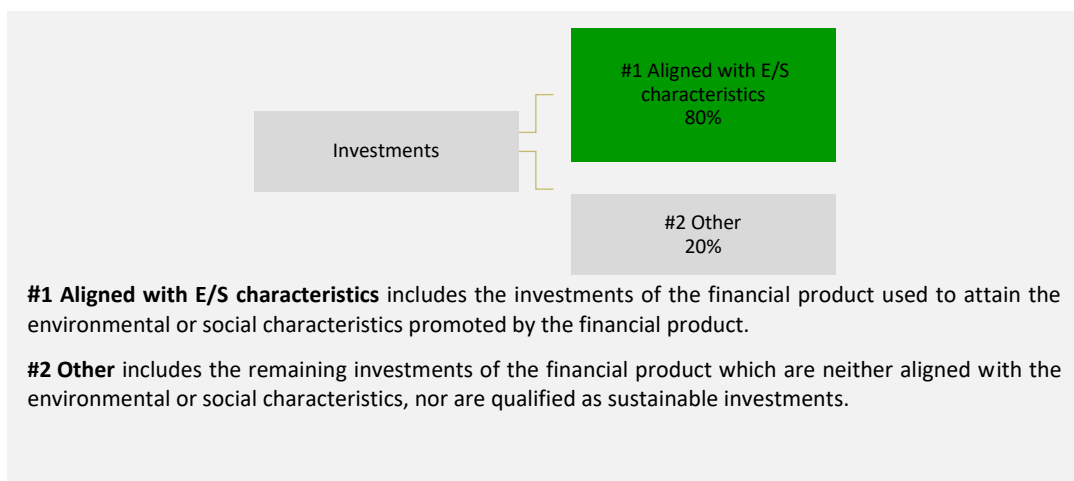 #1 Aligned with E/S
characteristics
80%
Investments
#2 Other
20%
#1 Aligned with E/S characteristics includes the investments of the financial product used to attain the
environmental or social characteristics promoted by the financial product.
#2 Other includes the remaining investments of the financial product which are neither aligned with the
environmental or social characteristics, nor are qualified as sustainable investments.